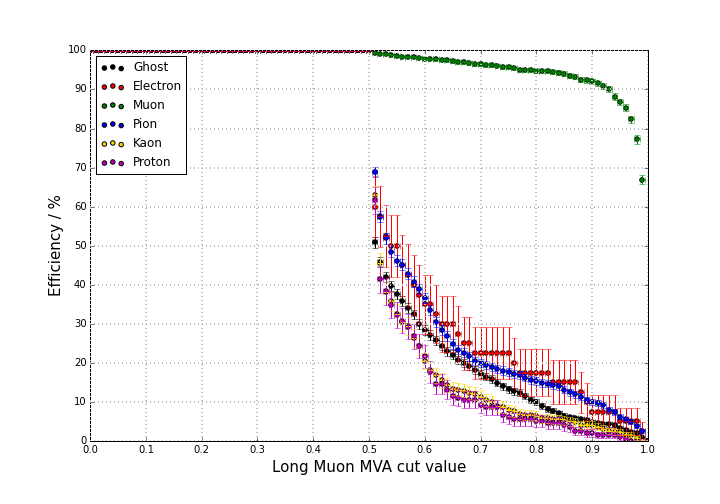 100
90
80
70
60
50
40
30
20
10
0
Efficiency / %
Ghost
Electron
Muon
Pion
Kaon
Proton
0.0 0.1 0.2 0.3 0.4 0.5 0.6 0.7 0.8 0.9 1.0
Long Muon MVA cut value